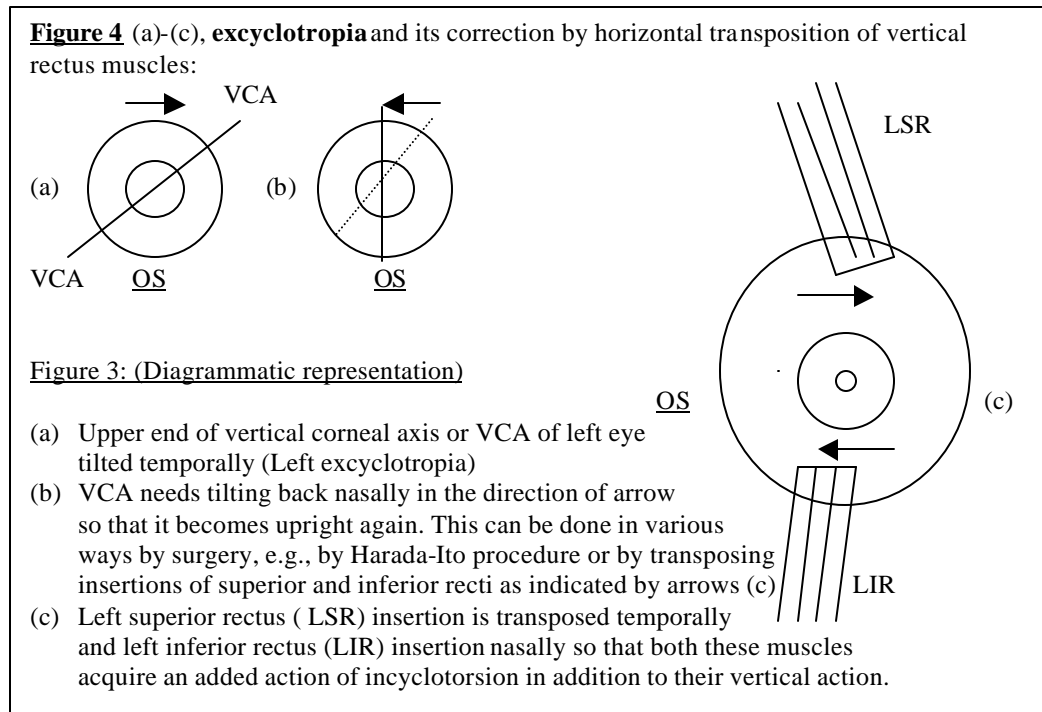 Figure 4 (a)-(c), excyclotropia and its correction by horizontal transposition of vertical
rectus muscles:
VCA
LSR
(a)
(b)
VCA
OS
OS
Figure 3: (Diagrammatic representation)
OS
(c)
(a) Upper end of vertical corneal axis or VCA of left eye
tilted temporally (Left excyclotropia)
(b) VCA needs tilting back nasally in the direction of arrow
so that it becomes upright again. This can be done in various
ways by surgery, e.g., by Harada-Ito procedure or by transposing
insertions of superior and inferior recti as indicated by arrows (c)
LIR
(c) Left superior rectus ( LSR) insertion is transposed temporally
and left inferior rectus (LIR) insertion nasally so that both these muscles
acquire an added action of incyclotorsion in addition to their vertical action.